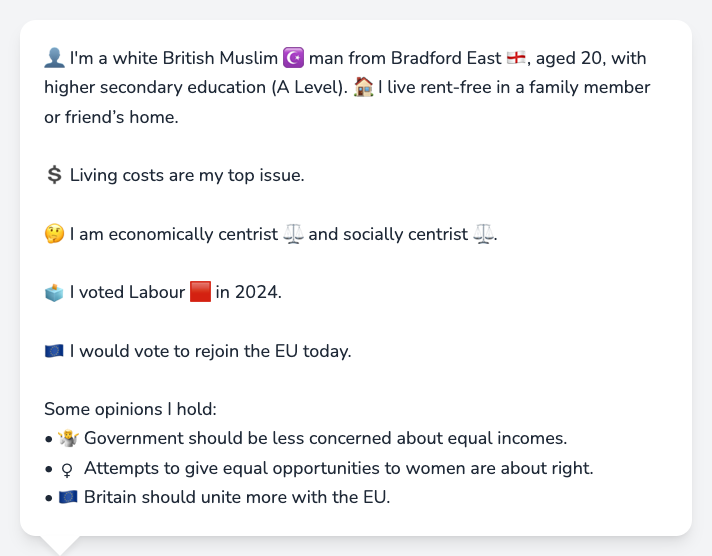 👤 I'm a white British Muslim ☪️ man from Bradford East 🏴󠁧󠁢󠁥󠁮󠁧󠁿, aged 20, with
higher secondary education (A Level). 🏠 I live rent-free in a family member
or friend’s home.
💲 Living costs are my top issue.
🤔 I am economically centrist ⚖️ and socially centrist ⚖️.
🗳️ I voted Labour 🟥 in 2024.
🇪🇺 I would vote to rejoin the EU today.
Some opinions I hold:
• 🤷 Government should be less concerned about equal incomes.
• ♀ Attempts to give equal opportunities to women are about right.
• 🇪🇺 Britain should unite more with the EU.